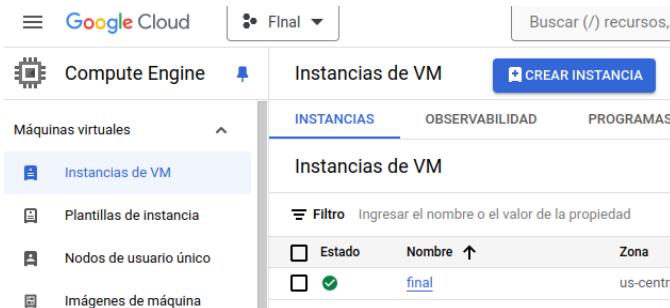 Google Cloud
FInal
Buscar (/) recursos,
Compute Engine
Instancias de VM
CREAR INSTANCIA
Máquinas virtuales
INSTANCIAS
OBSERVABILIDAD
PROGRAMAS
Instancias de VM
Instancias de VM
Plantillas de instancia
Filtro Ingresar el nombre o el valor de la propiedad
Nodos de usuario único
Estado
Nombre
Zona
Imágenes de máquina
final
us-centr